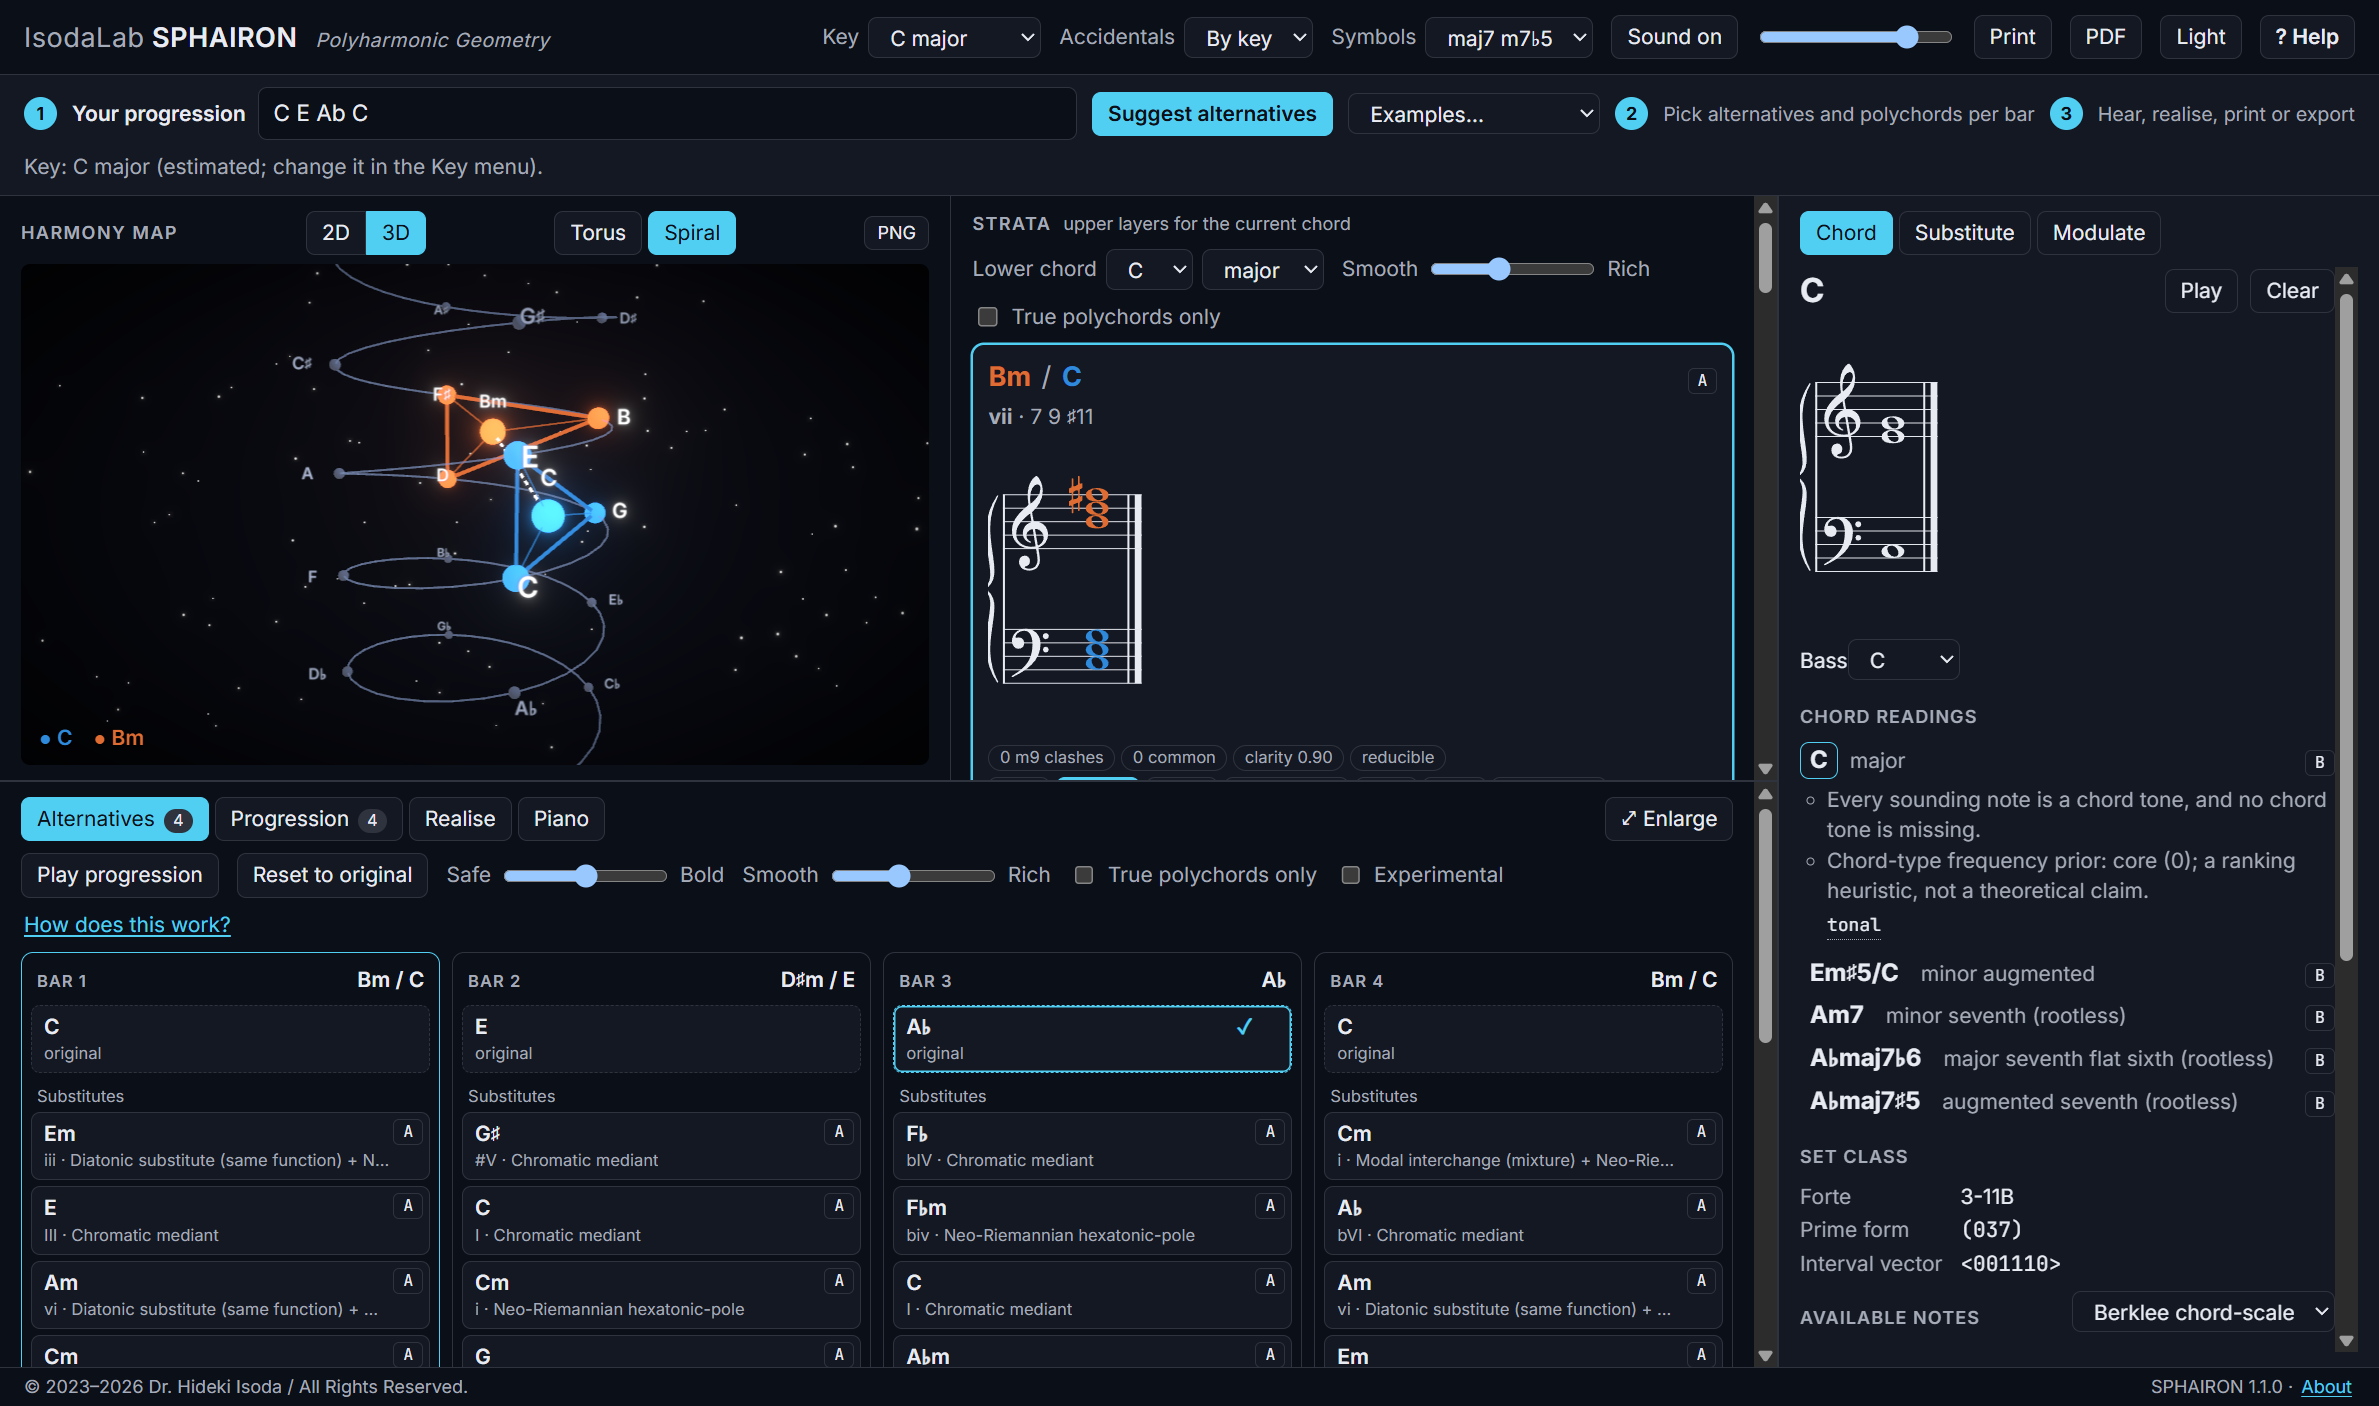 IsodaLab SPHAIRON Polyharmonic Geometry
Key C major Accidentals By key Symbols maj7 m7♭5 Sound on Print PDF Light ? Help
1 Your progression C E Ab C Suggest alternatives Examples... 2 Pick alternatives and polychords per bar 3 Hear, realise, print or export
Key: C major (estimated; change it in the Key menu).
HARMONY MAP 2D 3D Torus Spiral PNG
A♯ G♯ D♯
C♯
F♯ Bm B
E
A D C
G
B♭
F
C
E♭
G♭
D♭
C♭
A♭
C Bm
STRATA upper layers for the current chord
Lower chord C major Smooth Rich
True polychords only
Bm / C A
vii · 7 9 ♯11
0 m9 clashes 0 common clarity 0.90 reducible
Alternatives 4 Progression 4 Realise Piano ⤢ Enlarge
Play progression Reset to original Safe Bold Smooth Rich True polychords only Experimental
How does this work?
BAR 1 Bm / C
C
original
Substitutes
Em A
iii · Diatonic substitute (same function) + N...
E A
III · Chromatic mediant
Am A
vi · Diatonic substitute (same function) + ...
Cm A
BAR 2 D♯m / E
E
original
Substitutes
G♯ A
#V · Chromatic mediant
C A
I · Chromatic mediant
Cm A
i · Neo-Riemannian hexatonic-pole
G A
BAR 3 A♭
A♭ ✓
original
Substitutes
F♭ A
bIV · Chromatic mediant
F♭m A
biv · Neo-Riemannian hexatonic-pole
C A
I · Chromatic mediant
A♭m A
BAR 4 Bm / C
C
original
Substitutes
Cm A
i · Modal interchange (mixture) + Neo-Rie...
A♭ A
bVI · Chromatic mediant
Am A
vi · Diatonic substitute (same function) + ...
Em A
Chord Substitute Modulate
C Play Clear
Bass C
CHORD READINGS
C major B
Every sounding note is a chord tone, and no chord
tone is missing.
Chord-type frequency prior: core (0); a ranking
heuristic, not a theoretical claim.
tonal
Em♯5/C minor augmented B
Am7 minor seventh (rootless) B
A♭maj7♭6 major seventh flat sixth (rootless) B
A♭maj7♯5 augmented seventh (rootless) B
SET CLASS
Forte 3-11B
Prime form (037)
Interval vector <001110>
AVAILABLE NOTES Berklee chord-scale
© 2023–2026 Dr. Hideki Isoda / All Rights Reserved.
SPHAIRON 1.1.0 · About